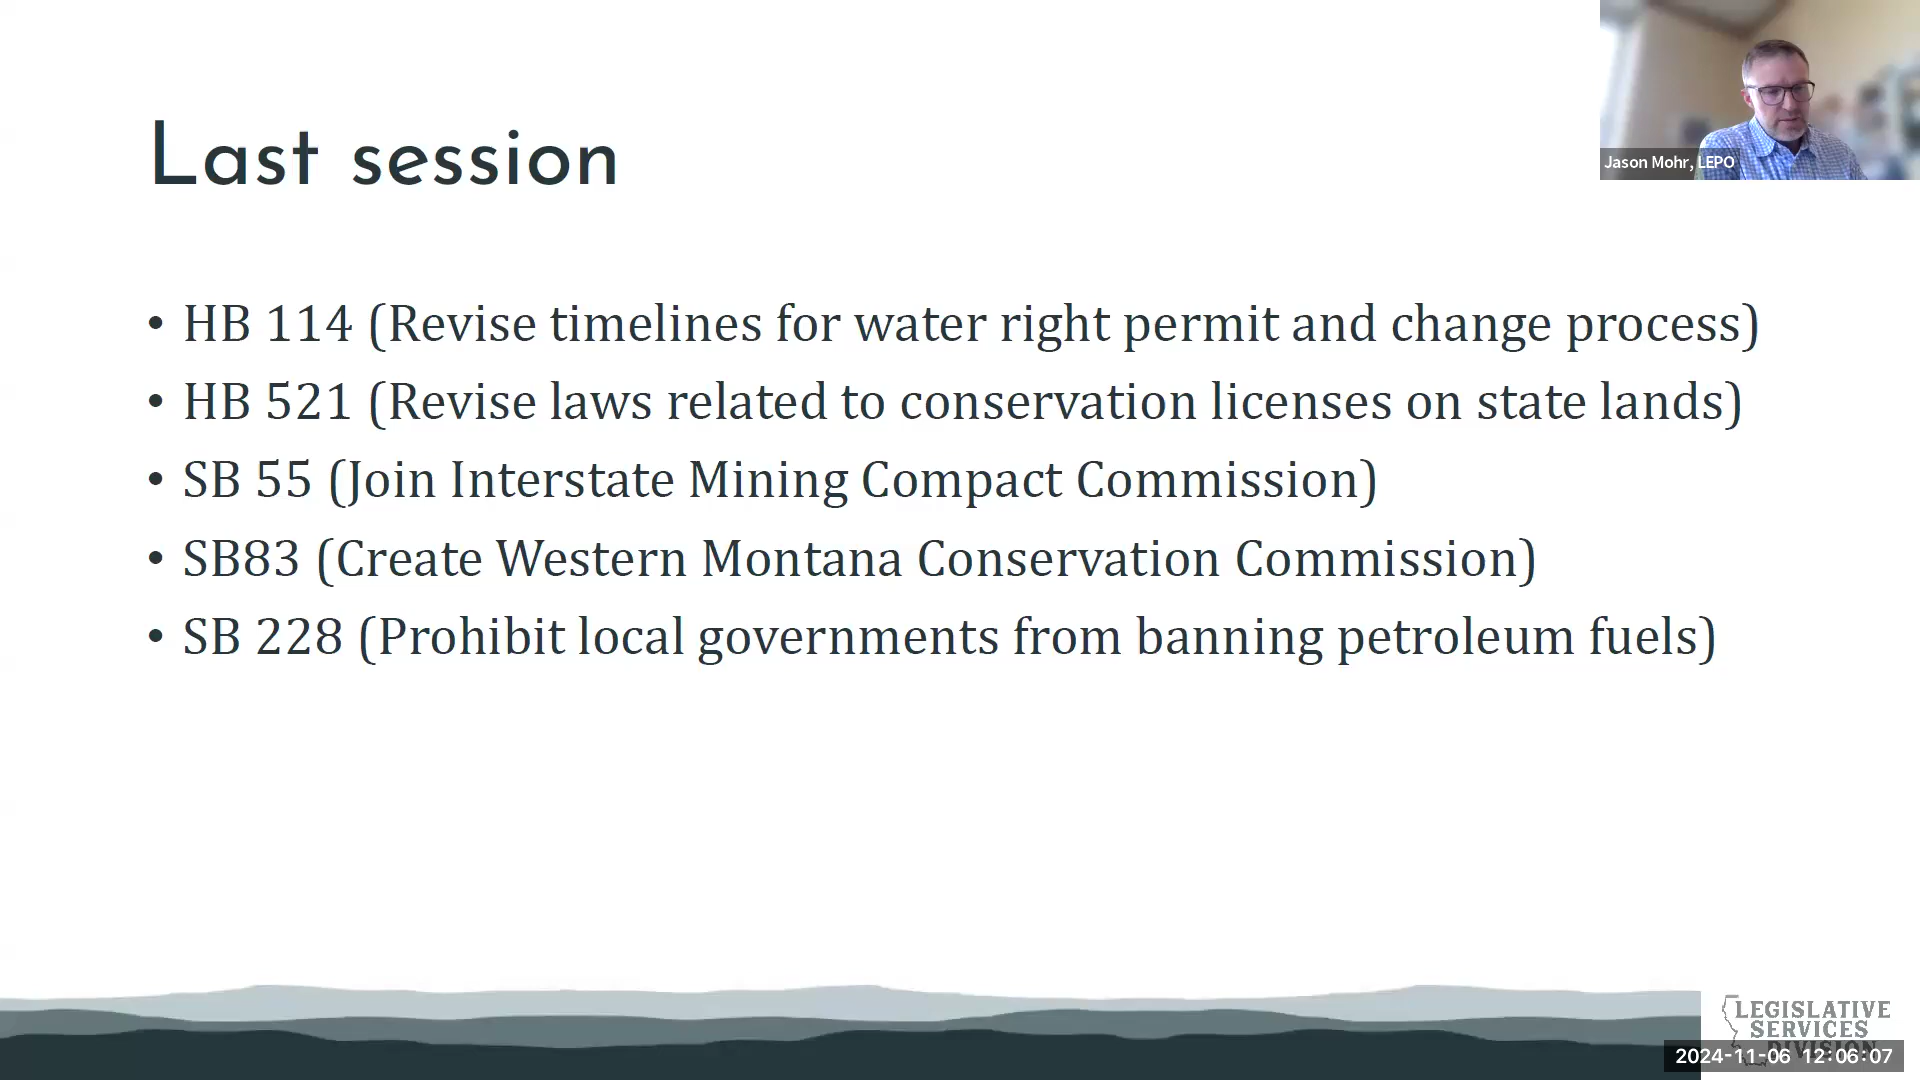 Last session
• HB 114 (Revise timelines for water right permit and change process)
• HB 521 (Revise laws related to conservation licenses on state lands)
• SB 55 (Join Interstate Mining Compact Commission)
• SB83 (Create Western Montana Conservation Commission)
• SB 228 (Prohibit local governments from banning petroleum fuels)
Jason Mohr, LEPO
LEGISLATIVE
SERVICES
DIVISION
2024-11-06 12:06:07